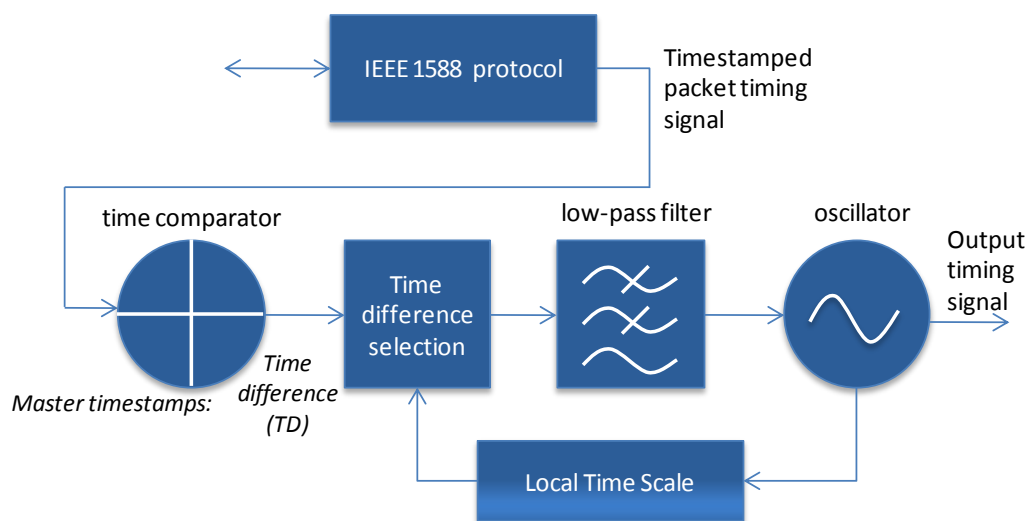 IEEE 1588 protocol
Timestamped
packet timing
signal
time comparator
low-pass filter
oscillator
Output
timing
signal
Time
difference
selection
Time
difference
(TD)
Master timestamps:
Local Time Scale